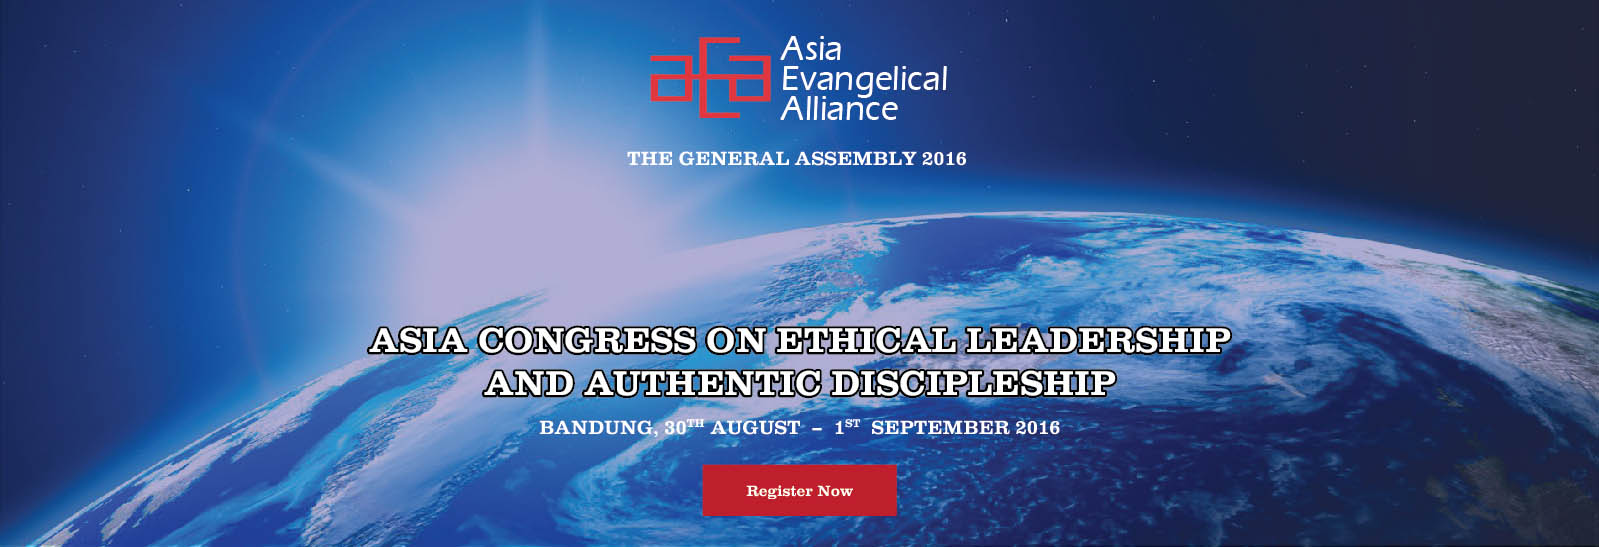 aea
Asia
Evangelical
Alliance
THE GENERAL ASSEMBLY 2016
ASIA CONGRESS ON ETHICAL LEADERSHIP
AND AUTHENTIC DISCIPLESHIP
BANDUNG, 30TH AUGUST – 1ST SEPTEMBER 2016
Register Now